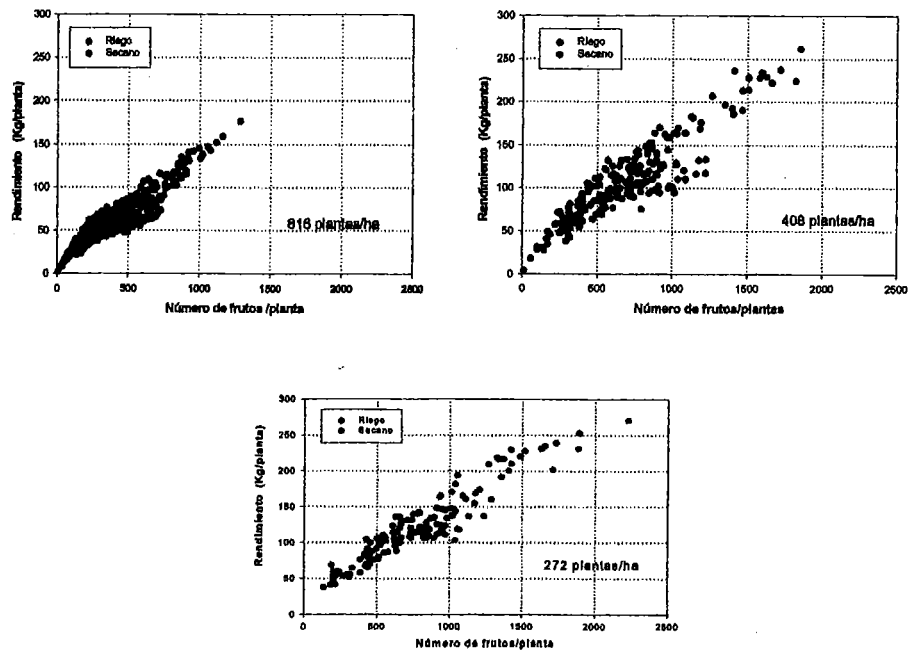 300
250
200
150
100
50
0
Rendimiento (Kg/planta)
Riego
Secano
816 plantas/ha
0 500 1000 1500 2000 2500
Número de frutos/planta
300
250
200
150
100
50
0
Rendimiento (Kg/planta)
Riego
Secano
408 plantas/ha
0 500 1000 1500 2000 2500
Número de frutos/plantas
300
250
200
150
100
50
0
Rendimiento (Kg/planta)
Riego
Secano
272 plantas/ha
0 500 1000 1500 2000 2500
Número de frutos/planta